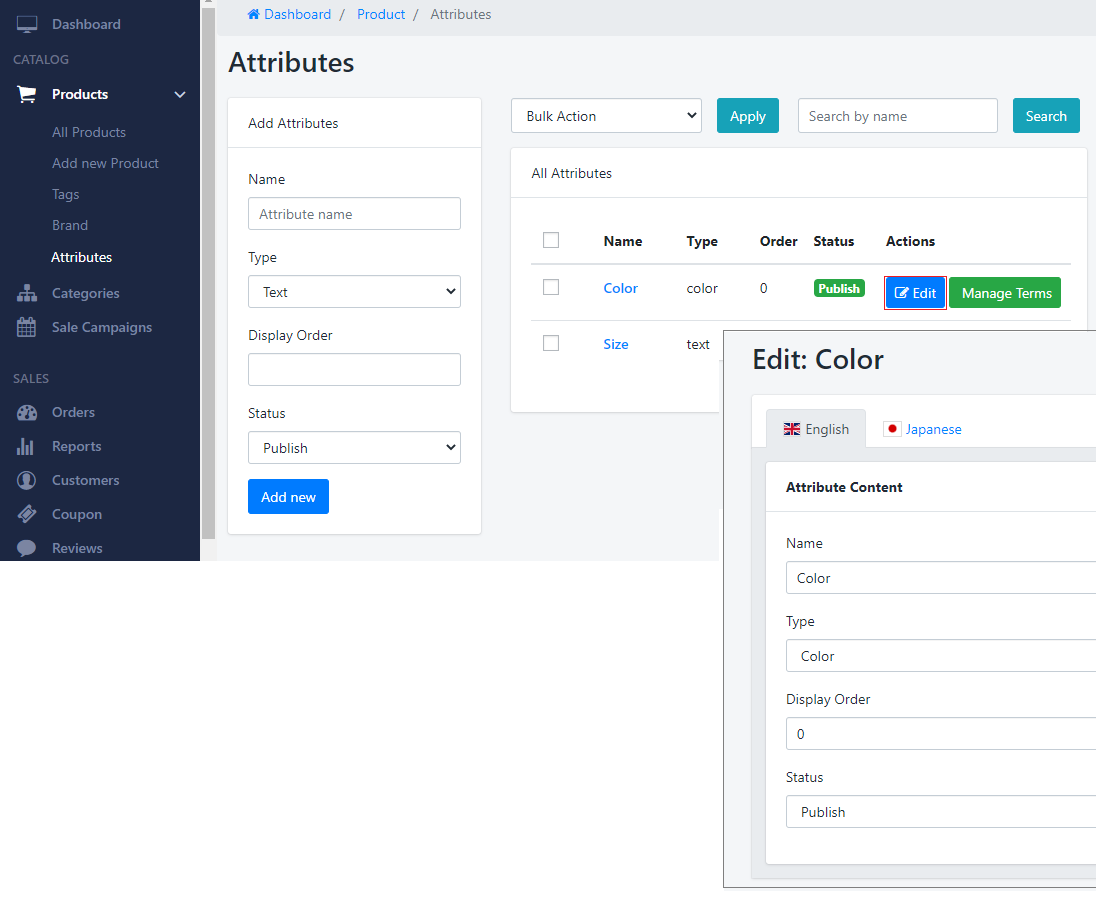 Dashboard
CATALOG
Products
All Products
Add new Product
Tags
Brand
Attributes
Categories
Sale Campaigns
SALES
Orders
Reports
Customers
Coupon
Reviews
Dashboard / Product / Attributes
Attributes
Add Attributes
Name
Attribute name
Type
Text
Display Order
Status
Publish
Add new
Bulk Action Apply Search by name Search
All Attributes
Name Type Order Status Actions
Color color 0 Publish Edit Manage Terms
Size text
Edit: Color
English Japanese
Attribute Content
Name
Color
Type
Color
Display Order
0
Status
Publish